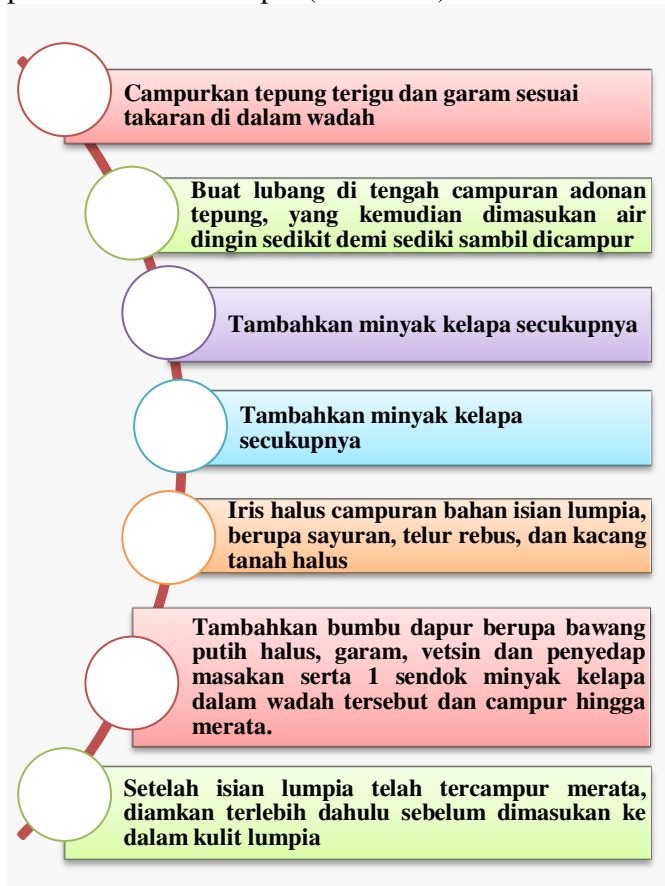 Campurkan tepung terigu dan garam sesuai
takaran di dalam wadah
Buat lubang di tengah campuran adonan
tepung, yang kemudian dimasukan air
dingin sedikit demi sediki sambil dicampur
Tambahkan minyak kelapa secukupnya
Tambahkan minyak kelapa
secukupnya
Iris halus campuran bahan isian lumpia,
berupa sayuran, telur rebus, dan kacang
tanah halus
Tambahkan bumbu dapur berupa bawang
putih halus, garam, vetsin dan penyedap
masakan serta 1 sendok minyak kelapa
dalam wadah tersebut dan campur hingga
merata.
Setelah isian lumpia telah tercampur merata,
diamkan terlebih dahulu sebelum dimasukan ke
dalam kulit lumpia